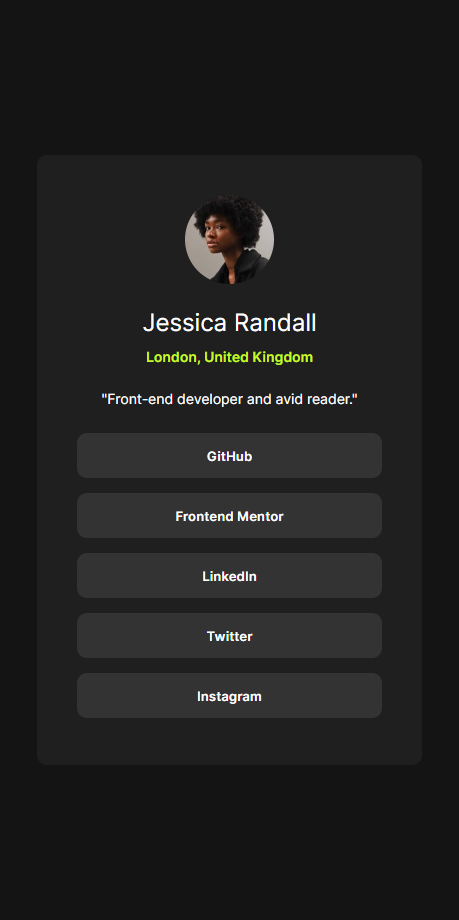 Jessica Randall
London, United Kingdom
"Front-end developer and avid reader."
GitHub
Frontend Mentor
LinkedIn
Twitter
Instagram